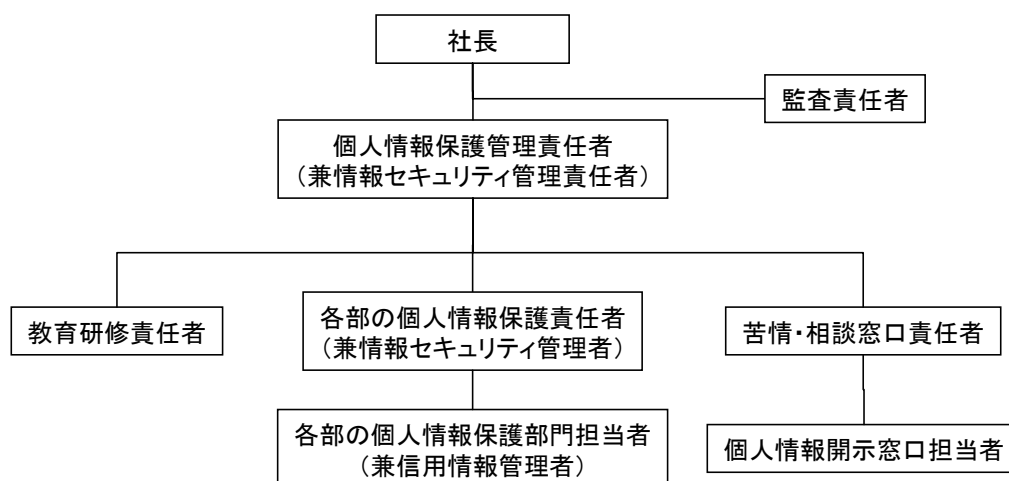 社長
監査責任者
個人情報保護管理責任者
（兼情報セキュリティ管理責任者）
教育研修責任者
各部の個人情報保護責任者
（兼情報セキュリティ管理者）
苦情・相談窓口責任者
各部の個人情報保護部門担当者
（兼信用情報管理者）
個人情報開示窓口担当者